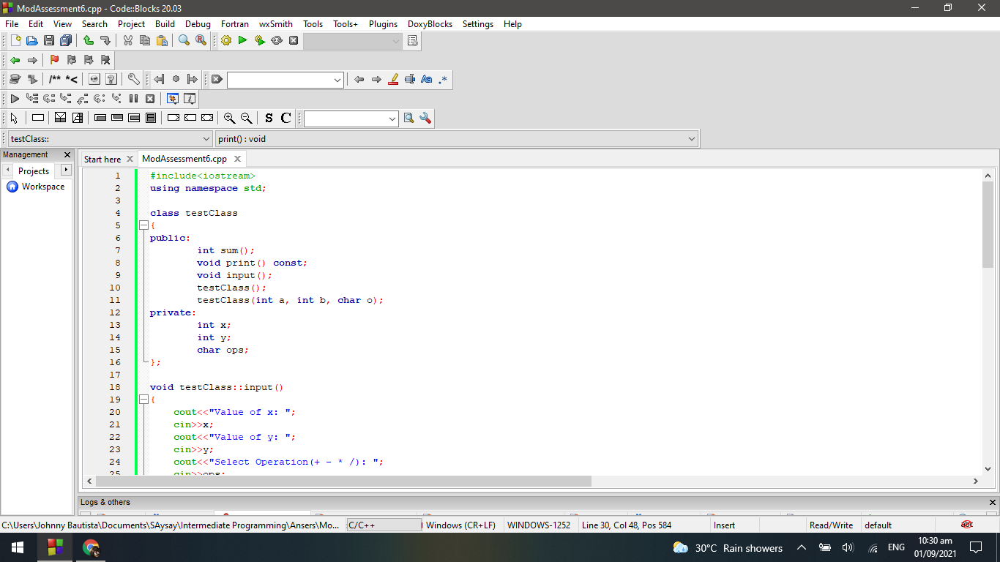 ModAssessment6.cpp - Code::Blocks 20.03
File Edit View Search Project Build Debug Fortran wxSmith Tools Tools+ Plugins DoxyBlocks Settings Help
/** *<
Aa .*
S C
testClass:: print() : void
Management
Projects
Workspace
Start here ModAssessment6.cpp
1 #include<iostream>
2 using namespace std;
3
4 class testClass
5 {
6 public:
7 int sum();
8 void print() const;
9 void input();
10 testClass();
11 testClass(int a, int b, char o);
12 private:
13 int x;
14 int y;
15 char ops;
16 };
17
18 void testClass::input()
19 {
20 cout<<"Value of x: ";
21 cin>>x;
22 cout<<"Value of y: ";
23 cin>>y;
24 cout<<"Select Operation(+ - * /): ";
25 cin>>ops;
Logs & others
C:\Users\Johnny Bautista\Documents\SAysay\Intermediate Programming\Ansers\Mo... C/C++ Windows (CR+LF) WINDOWS-1252 Line 30, Col 48, Pos 584 Insert Read/Write default abc
30°C Rain showers ENG 10:30 am
01/09/2021